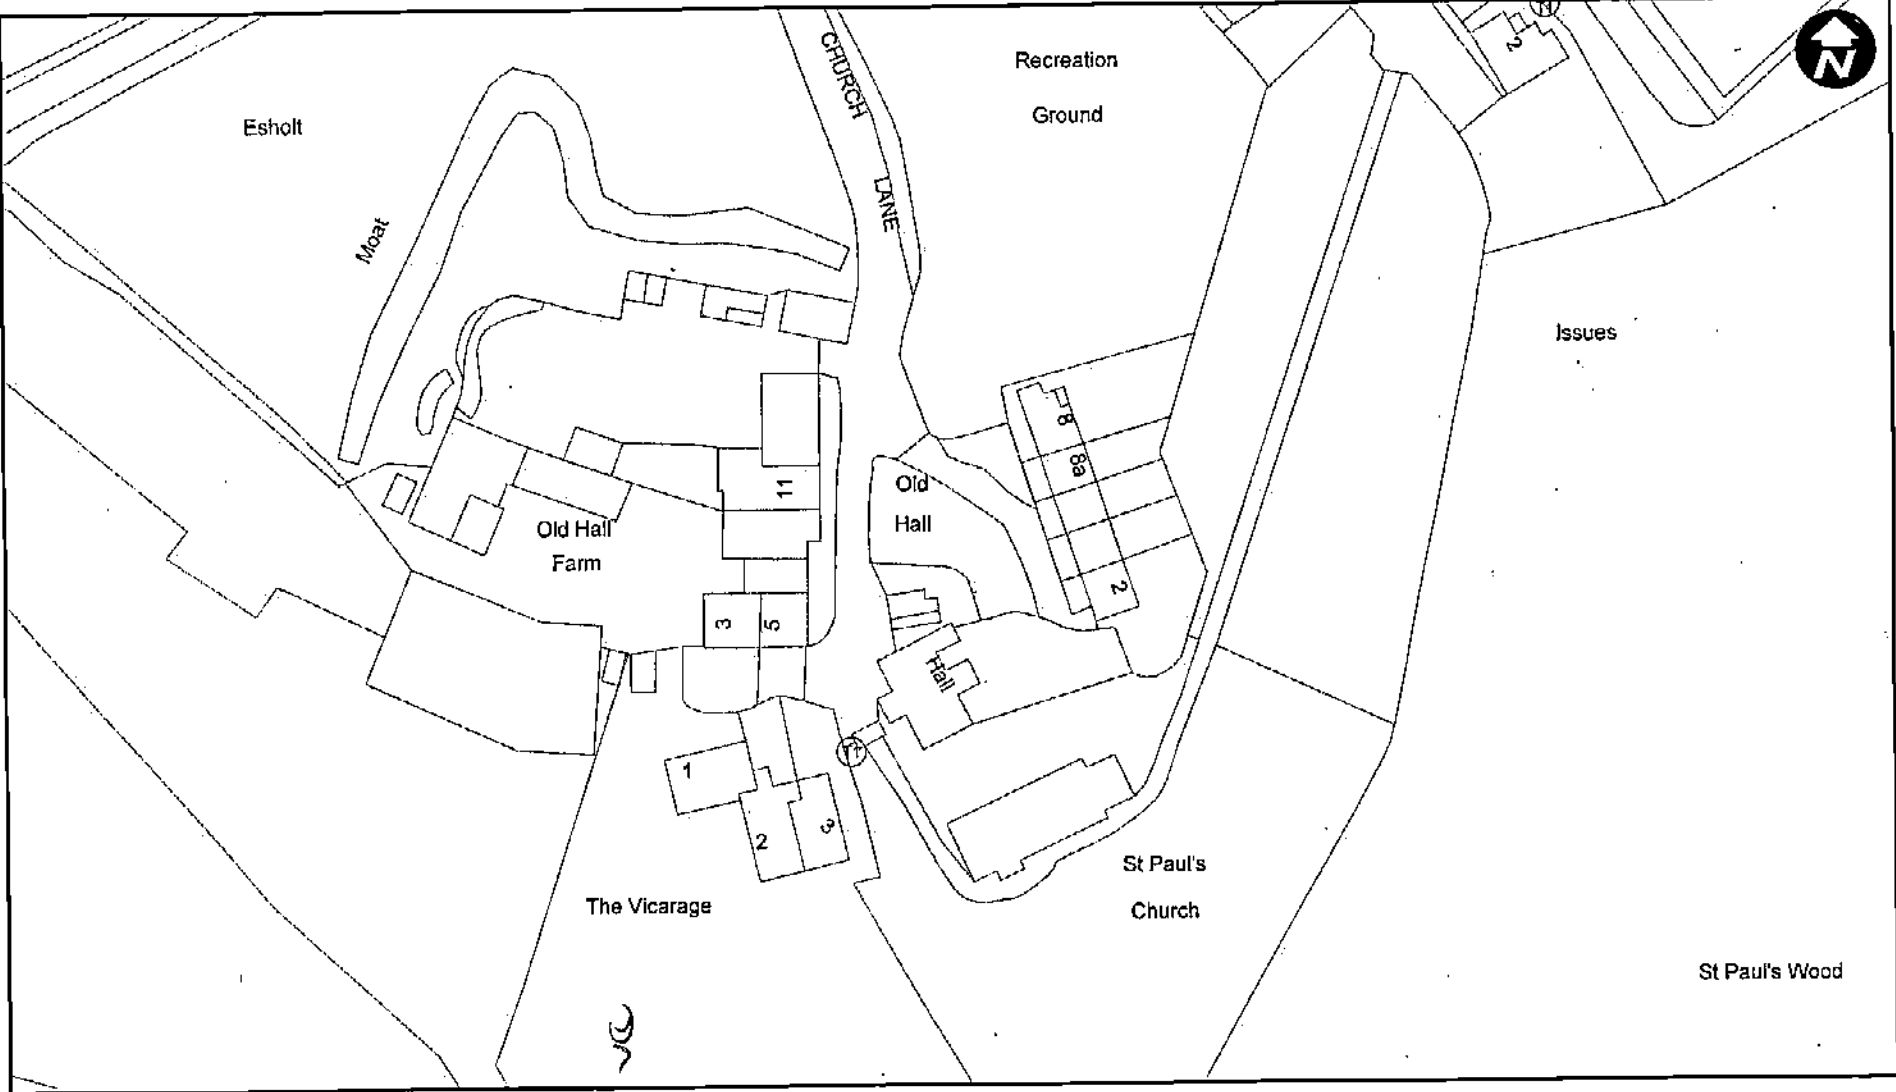 N
2
CHURCH
LANE
Recreation
Ground
Esholt
Moat
Issues
8
8a
2
Old
Hall
11
Old Hall
Farm
3
5
Hall
1
2
3
St Paul's
Church
The Vicarage
St Paul's Wood